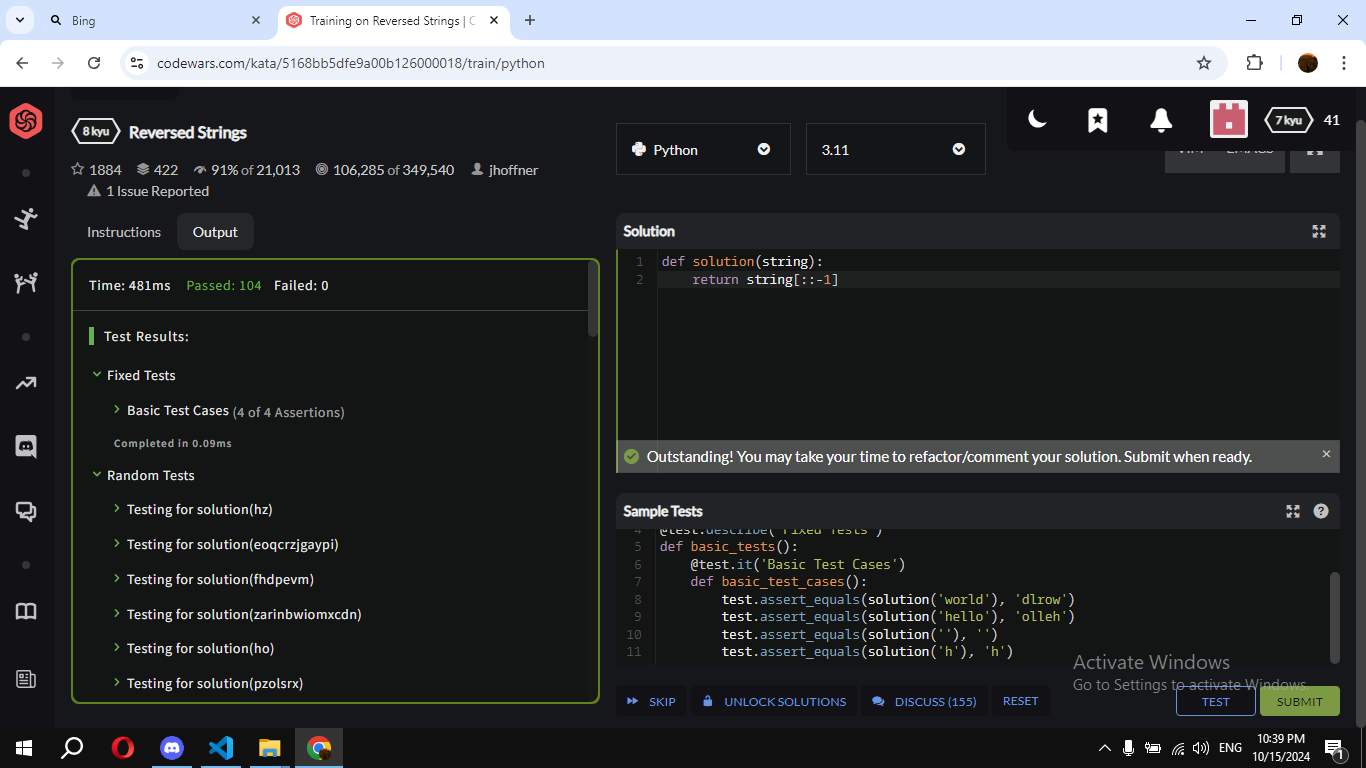 Bing
Training on Reversed Strings | C
codewars.com/kata/5168bb5dfe9a00b126000018/train/python
8 kyu Reversed Strings
1884 422 91% of 21,013 106,285 of 349,540 jhoffner
1 Issue Reported
Python
3.11
VIM EMACS
7 kyu 41
Instructions Output
Time: 481ms Passed: 104 Failed: 0
Test Results:
Fixed Tests
Basic Test Cases (4 of 4 Assertions)
Completed in 0.09ms
Random Tests
Testing for solution(hz)
Testing for solution(eoqcrzjgaypi)
Testing for solution(fhdpevm)
Testing for solution(zarinbwiomxcdn)
Testing for solution(ho)
Testing for solution(pzolsrx)
Solution
1 def solution(string):
2 return string[::-1]
Outstanding! You may take your time to refactor/comment your solution. Submit when ready.
Sample Tests
4 @test.describe('Fixed Tests')
5 def basic_tests():
6 @test.it('Basic Test Cases')
7 def basic_test_cases():
8 test.assert_equals(solution('world'), 'dlrow')
9 test.assert_equals(solution('hello'), 'olleh')
10 test.assert_equals(solution(''), '')
11 test.assert_equals(solution('h'), 'h')
Activate Windows
Go to Settings to activate Windows.
SKIP UNLOCK SOLUTIONS DISCUSS (155) RESET TEST SUBMIT
ENG
10:39 PM
10/15/2024
1